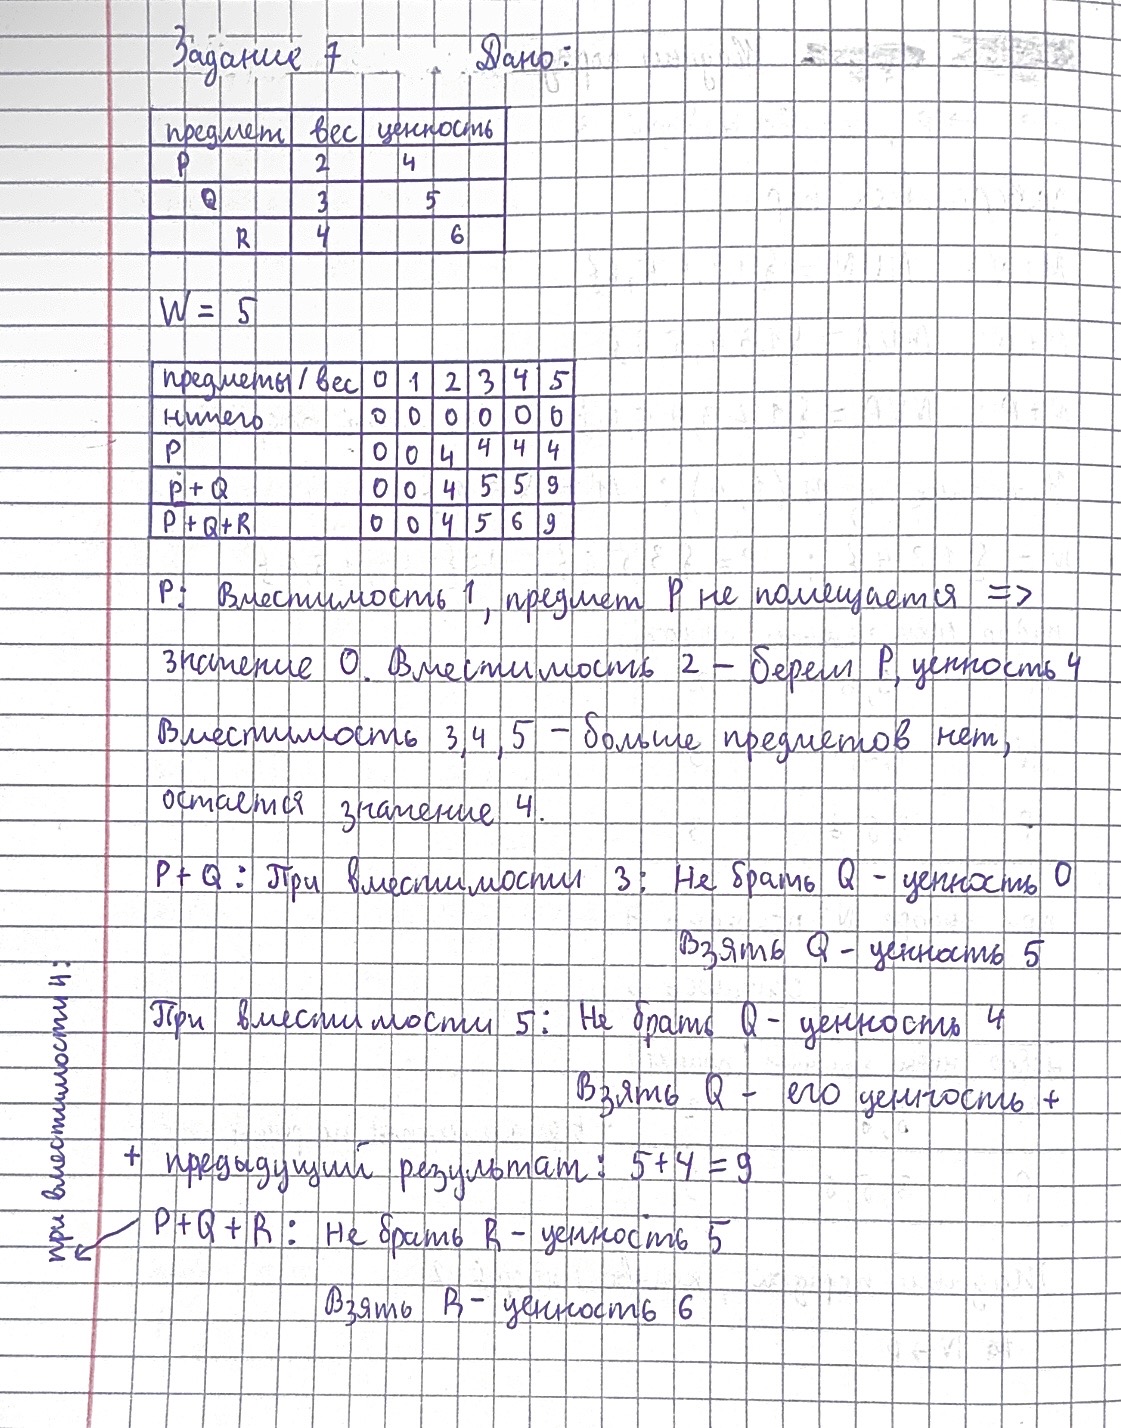 Задание 7 Дано:
предмет вес ценность
P 2 4
Q 3 5
R 4 6
W = 5
предметы/вес 0 1 2 3 4 5
ничего 0 0 0 0 0 0
P 0 0 4 4 4 4
P+Q 0 0 4 5 5 9
P+Q+R 0 0 4 5 6 9
P: Вместимость 1, предмет P не помещается =>
значение 0. Вместимость 2 – берем P, ценность 4
Вместимость 3,4,5 – больше предметов нет,
остается значение 4.
P+Q: При вместимости 3: Не брать Q – ценность 0
Взять Q – ценность 5
При вместимости 5: Не брать Q – ценность 4
Взять Q – его ценность +
+ предыдущий результат: 5+4=9
при вместимости 4:
P+Q+R: Не брать R – ценность 5
Взять R – ценность 6